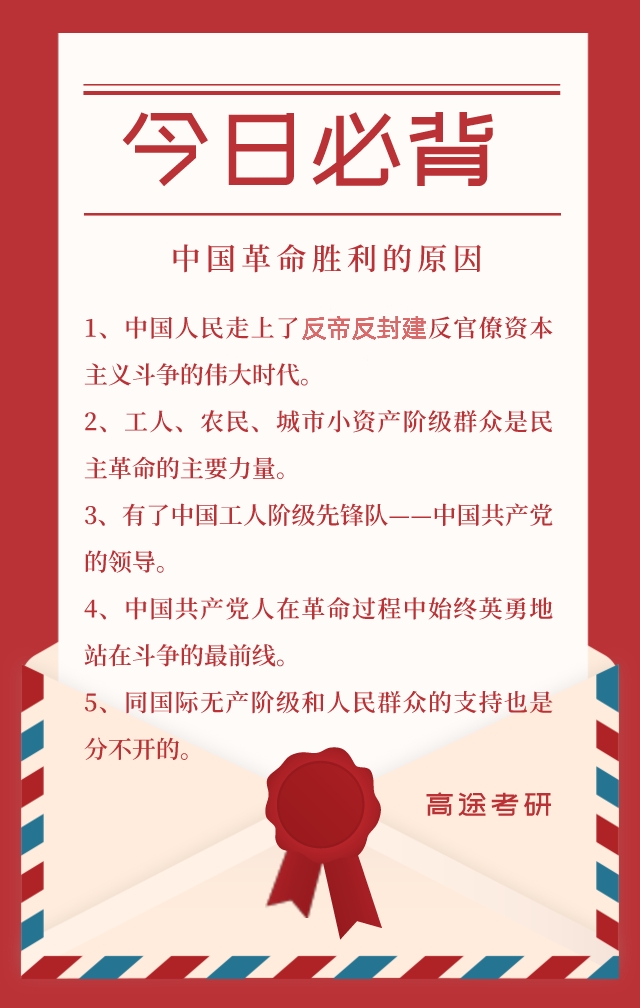 今日必背
中国革命胜利的原因
1、中国人民走上了反帝反封建反官僚资本
主义斗争的伟大时代。
2、工人、农民、城市小资产阶级群众是民
主革命的主要力量。
3、有了中国工人阶级先锋队——中国共产党
的领导。
4、中国共产党人在革命过程中始终英勇地
站在斗争的最前线。
5、同国际无产阶级和人民群众的支持也是
分不开的。
高途考研